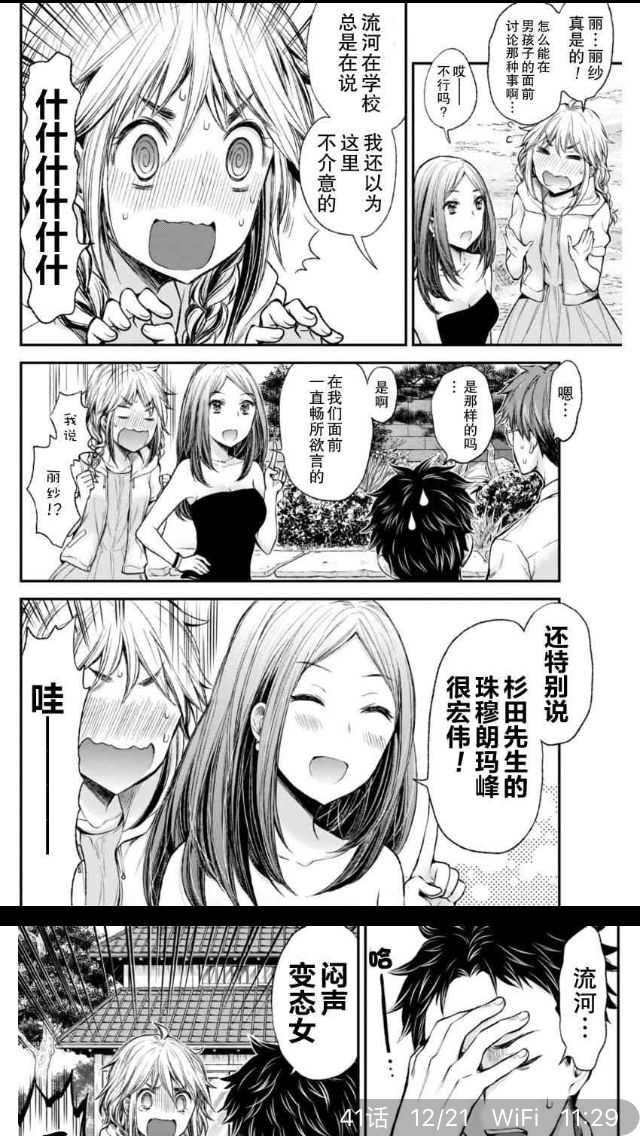 丽…丽纱
真是的！
怎么能在
男孩子的面前
讨论那种事啊…
哎——
不行吗？
流河在学校
总是在说
我还以为
这里
不介意的
什什什什什什
嗯…
是那样的吗
…
是啊
在我们面前
一直畅所欲言的
我说
丽纱!?
还特别说
杉田先生的
珠穆朗玛峰
很宏伟！
哇——
流河
…
闷声
变态女
41话
12/21
WiFi
11:29